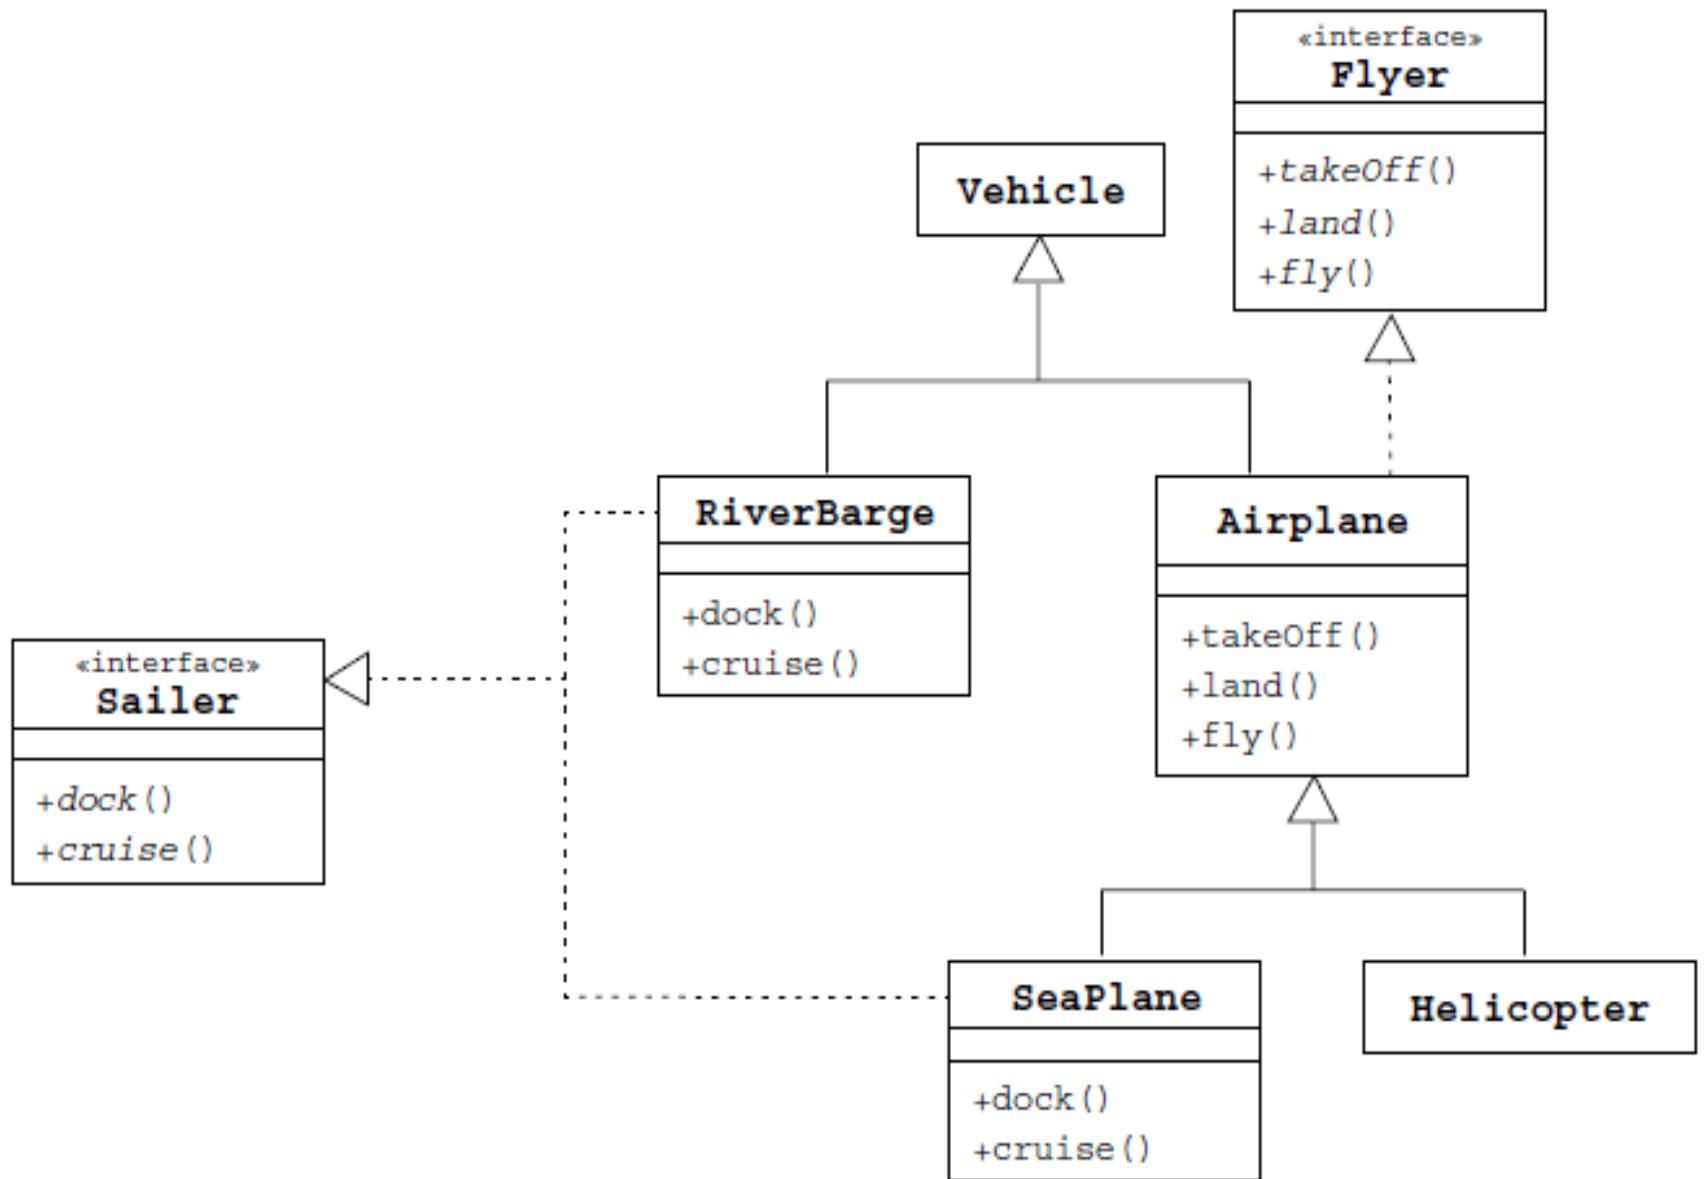 «interface»
Flyer
+takeOff()
+land()
+fly()
Vehicle
RiverBarge
+dock()
+cruise()
Airplane
+takeOff()
+land()
+fly()
«interface»
Sailer
+dock()
+cruise()
SeaPlane
+dock()
+cruise()
Helicopter